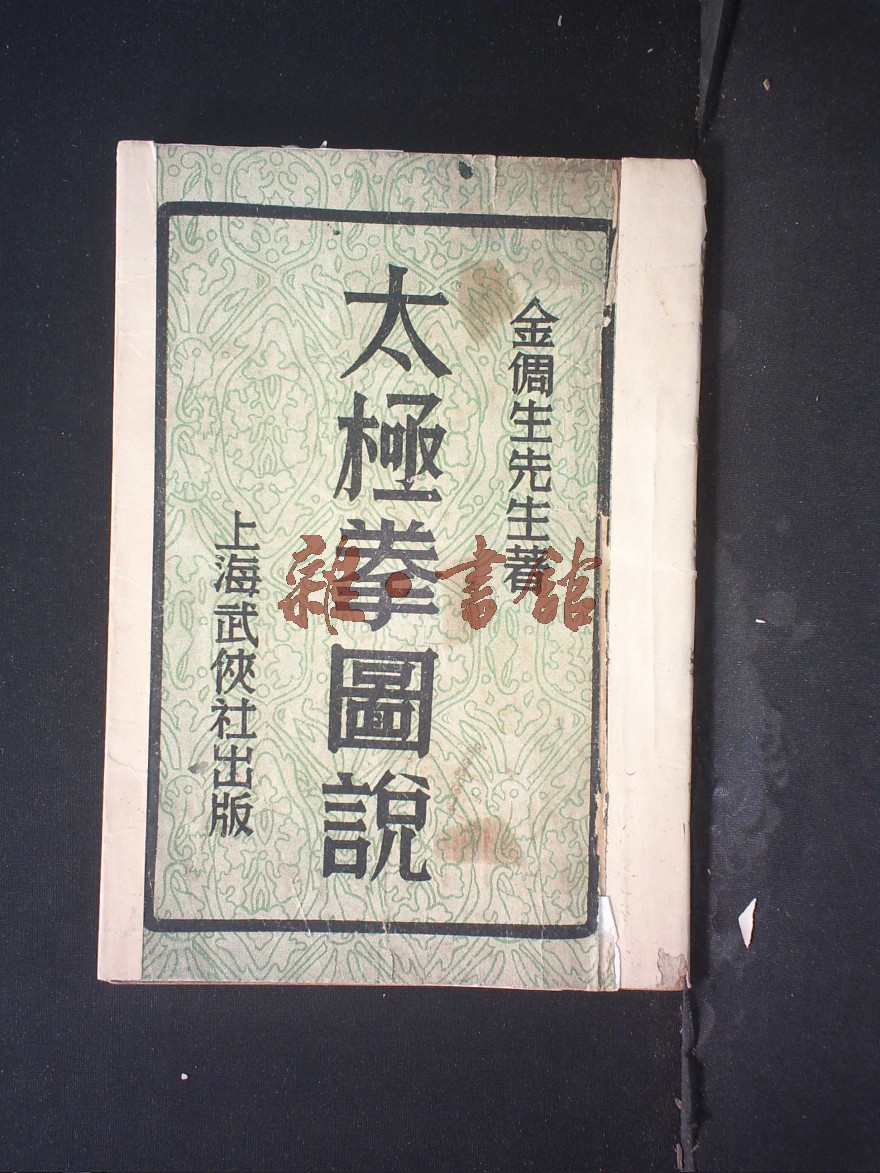 金倜生先生著
太極拳圖說
上海武俠社出版
雜·書館